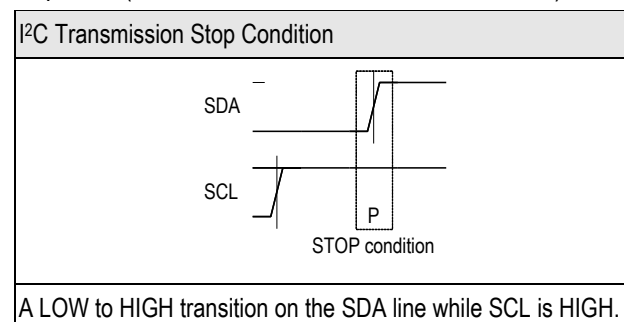 I²C Transmission Stop Condition
SDA
SCL
P
STOP condition
A LOW to HIGH transition on the SDA line while SCL is HIGH.